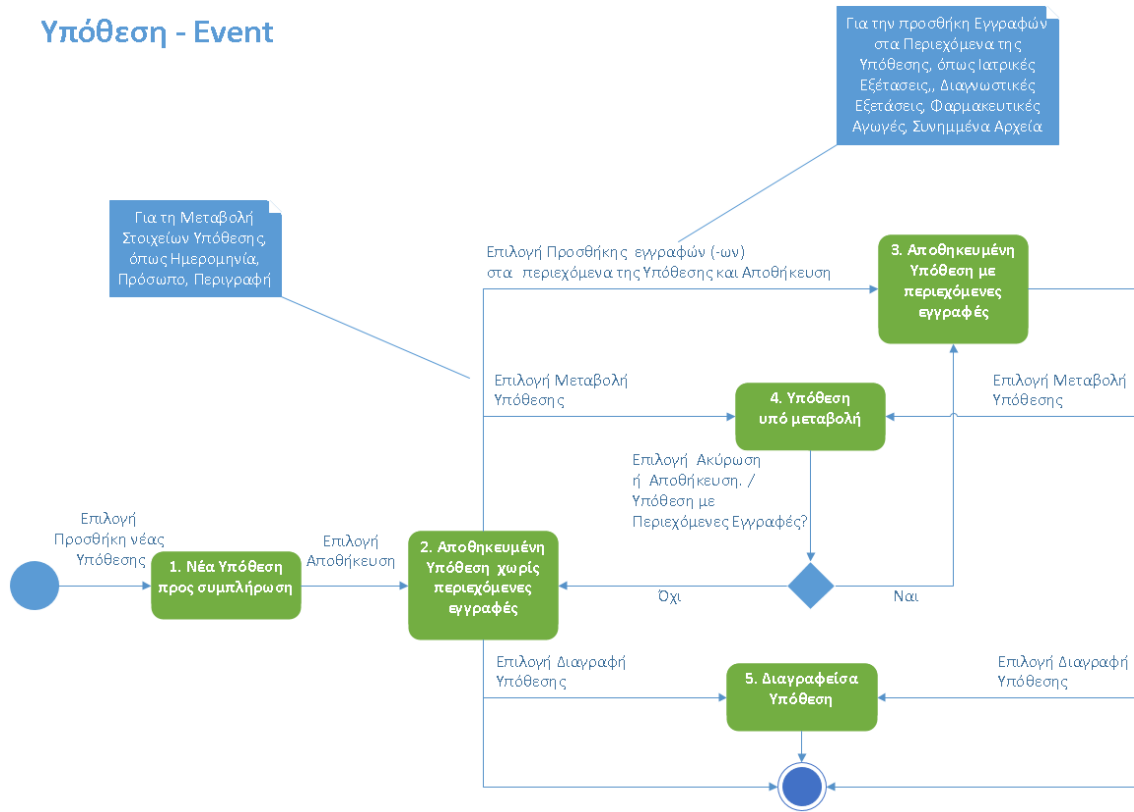 Υπόθεση - Event
Για την προσθήκη Εγγραφών
στα Περιεχόμενα της
Υπόθεσης, όπως Ιατρικές
Εξέτασεις,, Διαγνωστικές
Εξετάσεις, Φαρμακευτικές
Αγωγές, Συνημμένα Αρχεία
Για τη Μεταβολή
Στοιχείων Υπόθεσης,
όπως Ημερομηνία,
Πρόσωπο, Περιγραφή
Επιλογή Προσθήκης εγγραφών (-ων)
στα περιεχόμενα της Υπόθεσης και Αποθήκευση
3. Αποθηκευμένη
Υπόθεση με
περιεχόμενες
εγγραφές
Επιλογή Μεταβολή
Υπόθεσης
4. Υπόθεση
υπό μεταβολή
Επιλογή Μεταβολή
Υπόθεσης
Επιλογή Ακύρωση
ή Αποθήκευση. /
Υπόθεση με
Περιεχόμενες Εγγραφές?
Επιλογή
Προσθήκη νέας
Υπόθεσης
1. Νέα Υπόθεση
προς συμπλήρωση
Επιλογή
Αποθήκευση
2. Αποθηκευμένη
Υπόθεση χωρίς
περιεχόμενες
εγγραφές
Όχι
Ναι
Επιλογή Διαγραφή
Υπόθεσης
5. Διαγραφείσα
Υπόθεση
Επιλογή Διαγραφή
Υπόθεσης